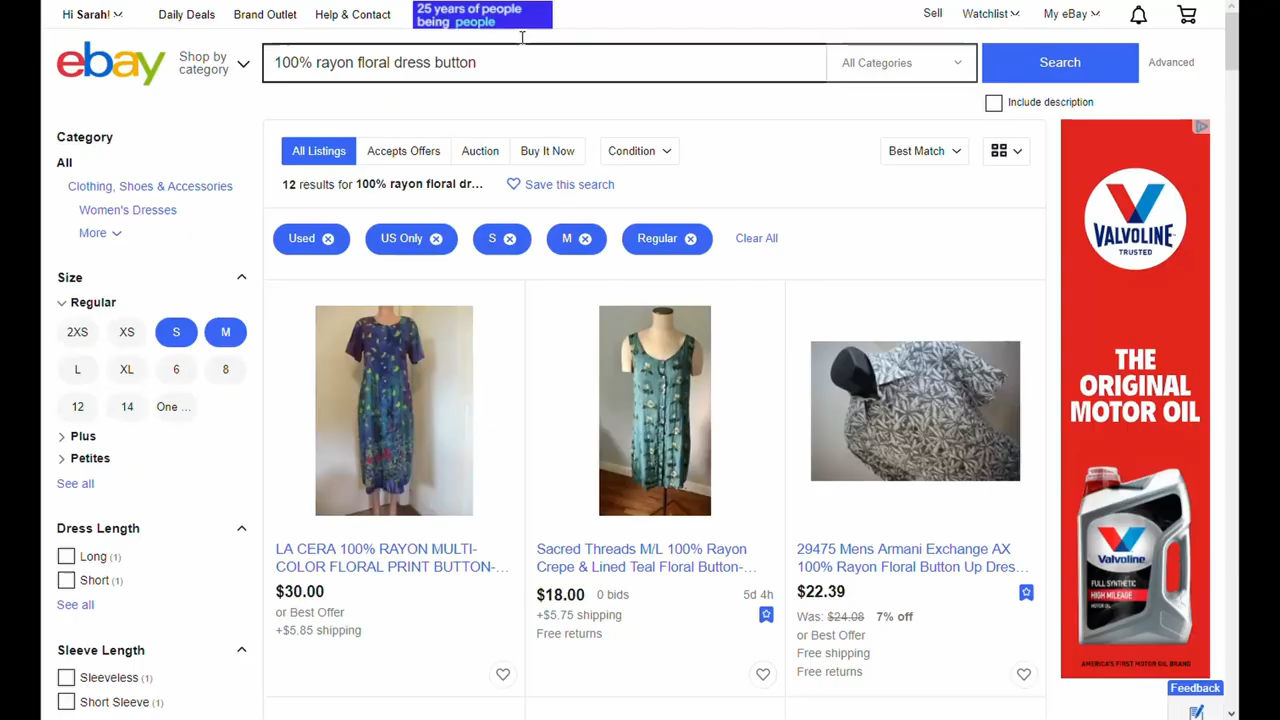 Hi Sarah!
Daily Deals
Brand Outlet
Help & Contact
25 years of people
being people
Sell
Watchlist
My eBay
ebay
Shop by
category
100% rayon floral dress button
All Categories
Search
Advanced
Include description
Category
All
Clothing, Shoes & Accessories
Women's Dresses
More
Size
Regular
2XS
XS
S
M
L
XL
6
8
12
14
One ...
Plus
Petites
See all
Dress Length
Long (1)
Short (1)
See all
Sleeve Length
Sleeveless (1)
Short Sleeve (1)
All Listings
Accepts Offers
Auction
Buy It Now
Condition
Best Match
12 results for 100% rayon floral dr...
Save this search
Used
US Only
S
M
Regular
Clear All
LA CERA 100% RAYON MULTI-
COLOR FLORAL PRINT BUTTON-...
$30.00
or Best Offer
+$5.85 shipping
Sacred Threads M/L 100% Rayon
Crepe & Lined Teal Floral Button-...
$18.00 0 bids 5d 4h
+$5.75 shipping
Free returns
29475 Mens Armani Exchange AX
100% Rayon Floral Button Up Dres...
$22.39
Was: $24.08 7% off
or Best Offer
Free shipping
Free returns
VALVOLINE
TRUSTED
THE
ORIGINAL
MOTOR OIL
Valvoline
FULL SYNTHETIC
HIGH MILEAGE
MOTOR OIL
AMERICA'S FIRST MOTOR OIL BRAND
Feedback